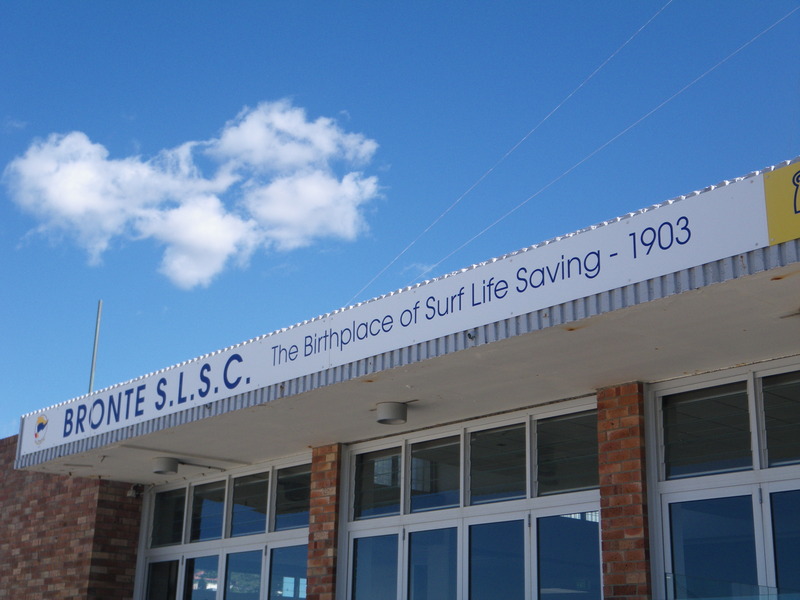 BRONTE S.L.S.C. The Birthplace of Surf Life Saving - 1903